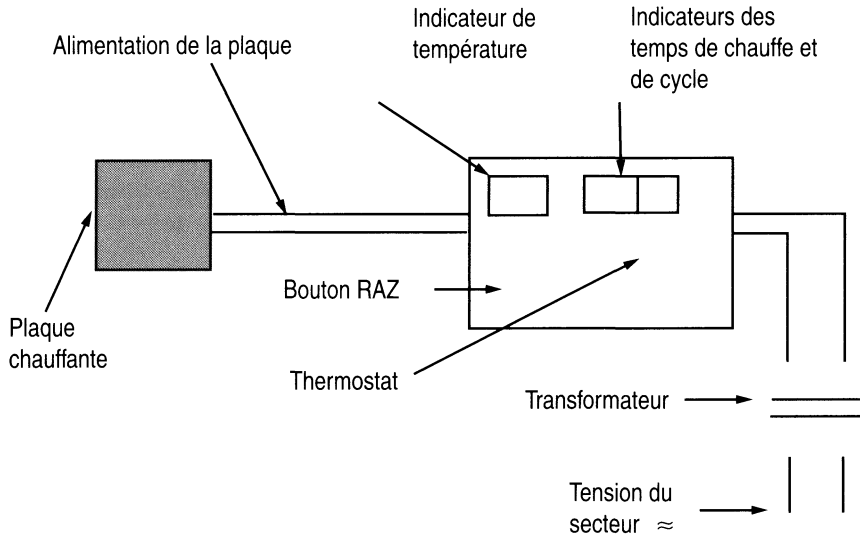 Indicateur de
température
Indicateurs des
temps de chauffe et
de cycle
Alimentation de la plaque
Bouton RAZ
Plaque
chauffante
Thermostat
Transformateur
Tension du
secteur ≈